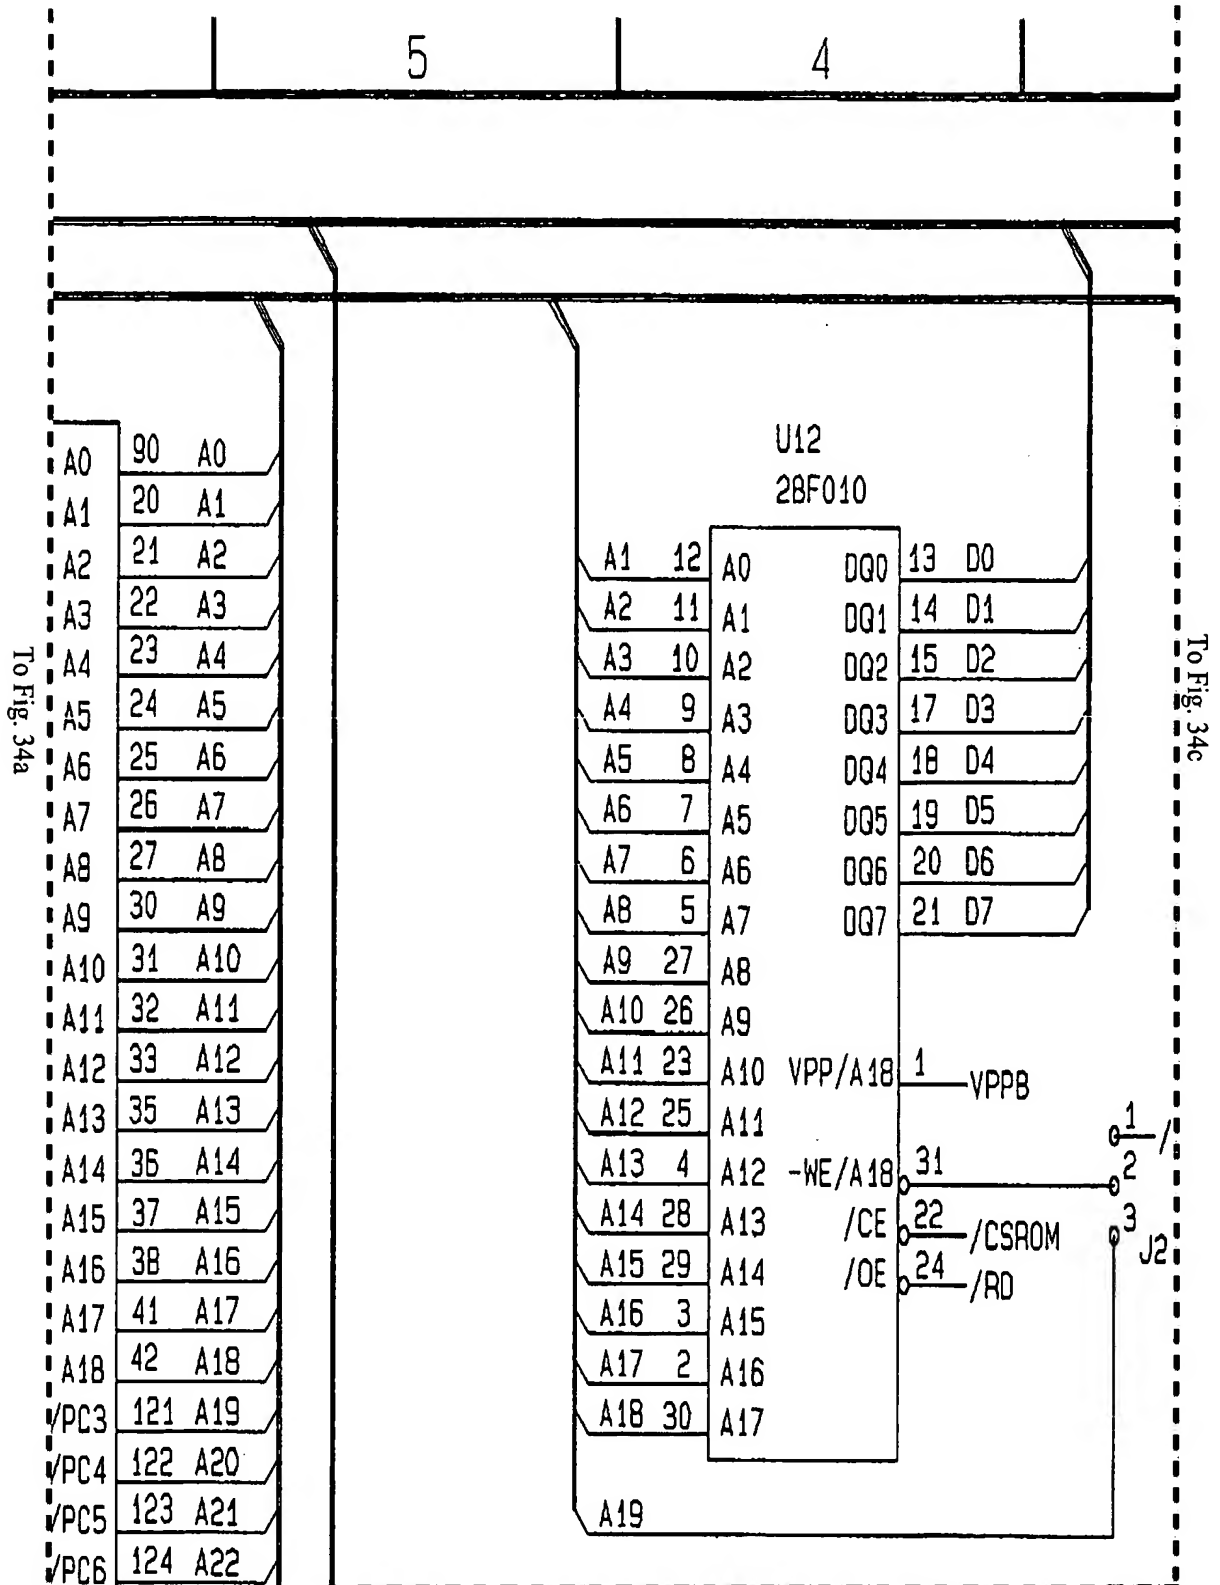 5 4
To Fig. 34a
To Fig. 34c
A0 90 A0
A1 20 A1
A2 21 A2
A3 22 A3
A4 23 A4
A5 24 A5
A6 25 A6
A7 26 A7
A8 27 A8
A9 30 A9
A10 31 A10
A11 32 A11
A12 33 A12
A13 35 A13
A14 36 A14
A15 37 A15
A16 38 A16
A17 41 A17
A18 42 A18
/PC3 121 A19
/PC4 122 A20
/PC5 123 A21
/PC6 124 A22
U12
28F010
A1 12 A0 DQ0 13 D0
A2 11 A1 DQ1 14 D1
A3 10 A2 DQ2 15 D2
A4 9 A3 DQ3 17 D3
A5 8 A4 DQ4 18 D4
A6 7 A5 DQ5 19 D5
A7 6 A6 DQ6 20 D6
A8 5 A7 DQ7 21 D7
A9 27 A8
A10 26 A9
A11 23 A10 VPP/A18 1 VPPB
A12 25 A11
A13 4 A12 -WE/A18 31
A14 28 A13 /CE 22 /CSROM
A15 29 A14 /OE 24 /RD
A16 3 A15
A17 2 A16
A18 30 A17
A19
1 /
2
3
J2